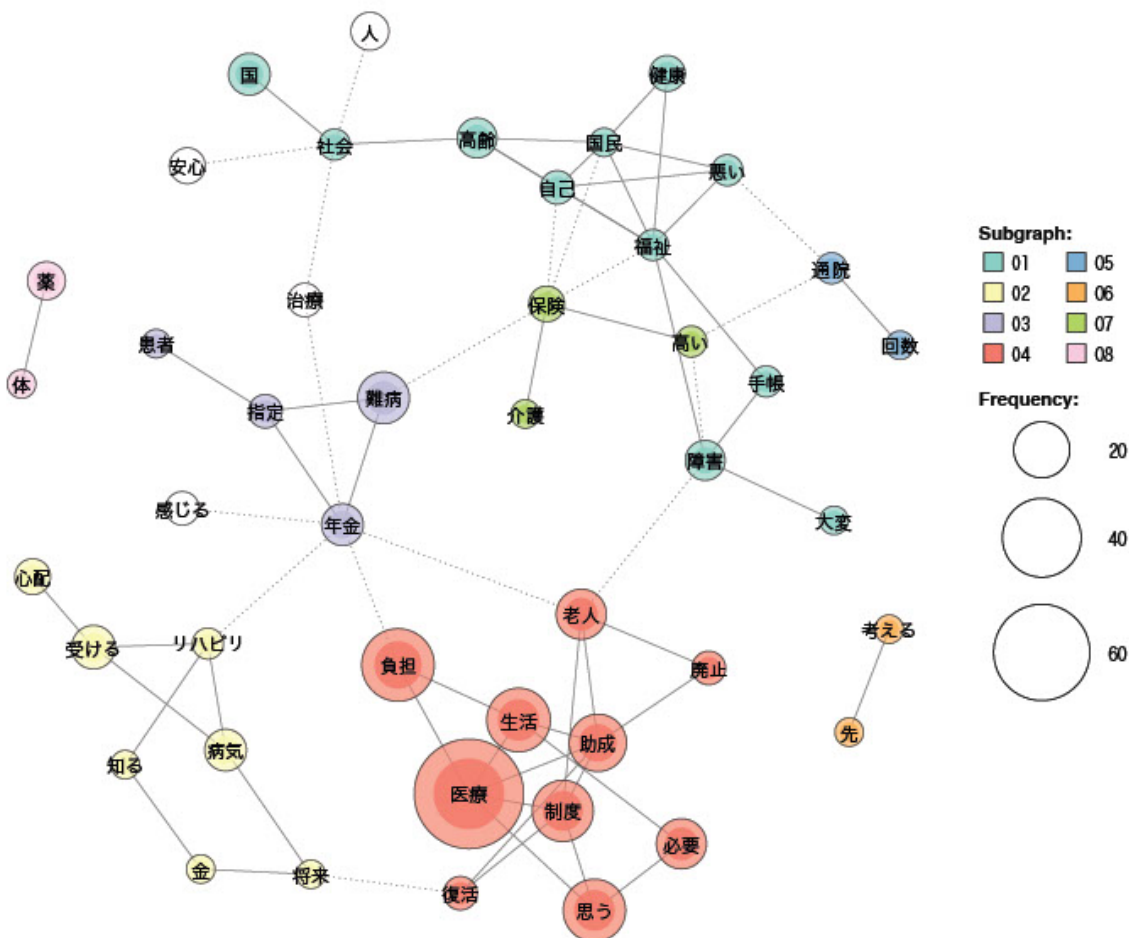 人
国
健康
高齢
国民
社会
安心
悪い
自己
福祉
通院
薬
治療
保険
患者
高い
回数
体
難病
手帳
指定
介護
障害
感じる
年金
大変
心配
老人
考える
受ける
リハビリ
負担
廃止
生活
先
助成
病気
知る
医療
制度
必要
金
将来
復活
思う
Subgraph:
01 05
02 06
03 07
04 08
Frequency:
20
40
60